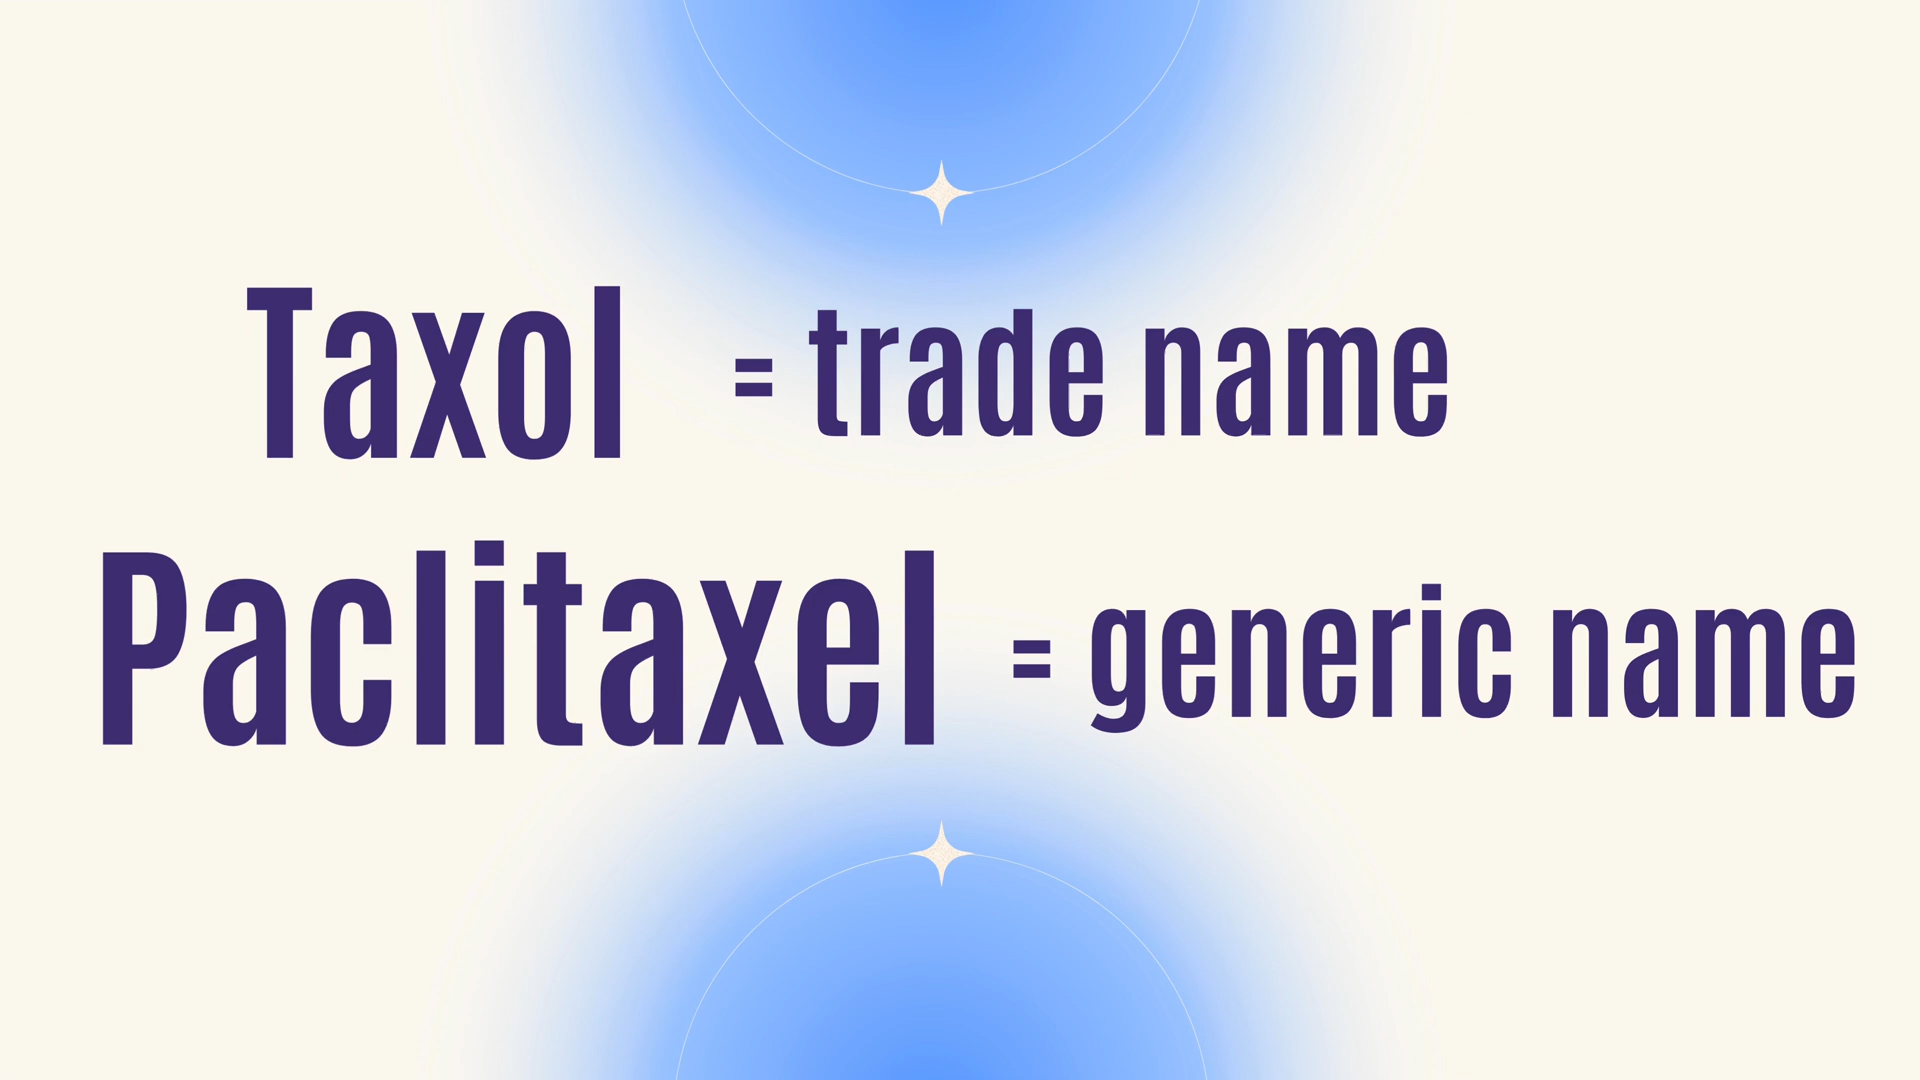 Taxol = trade name
Paclitaxel = generic name